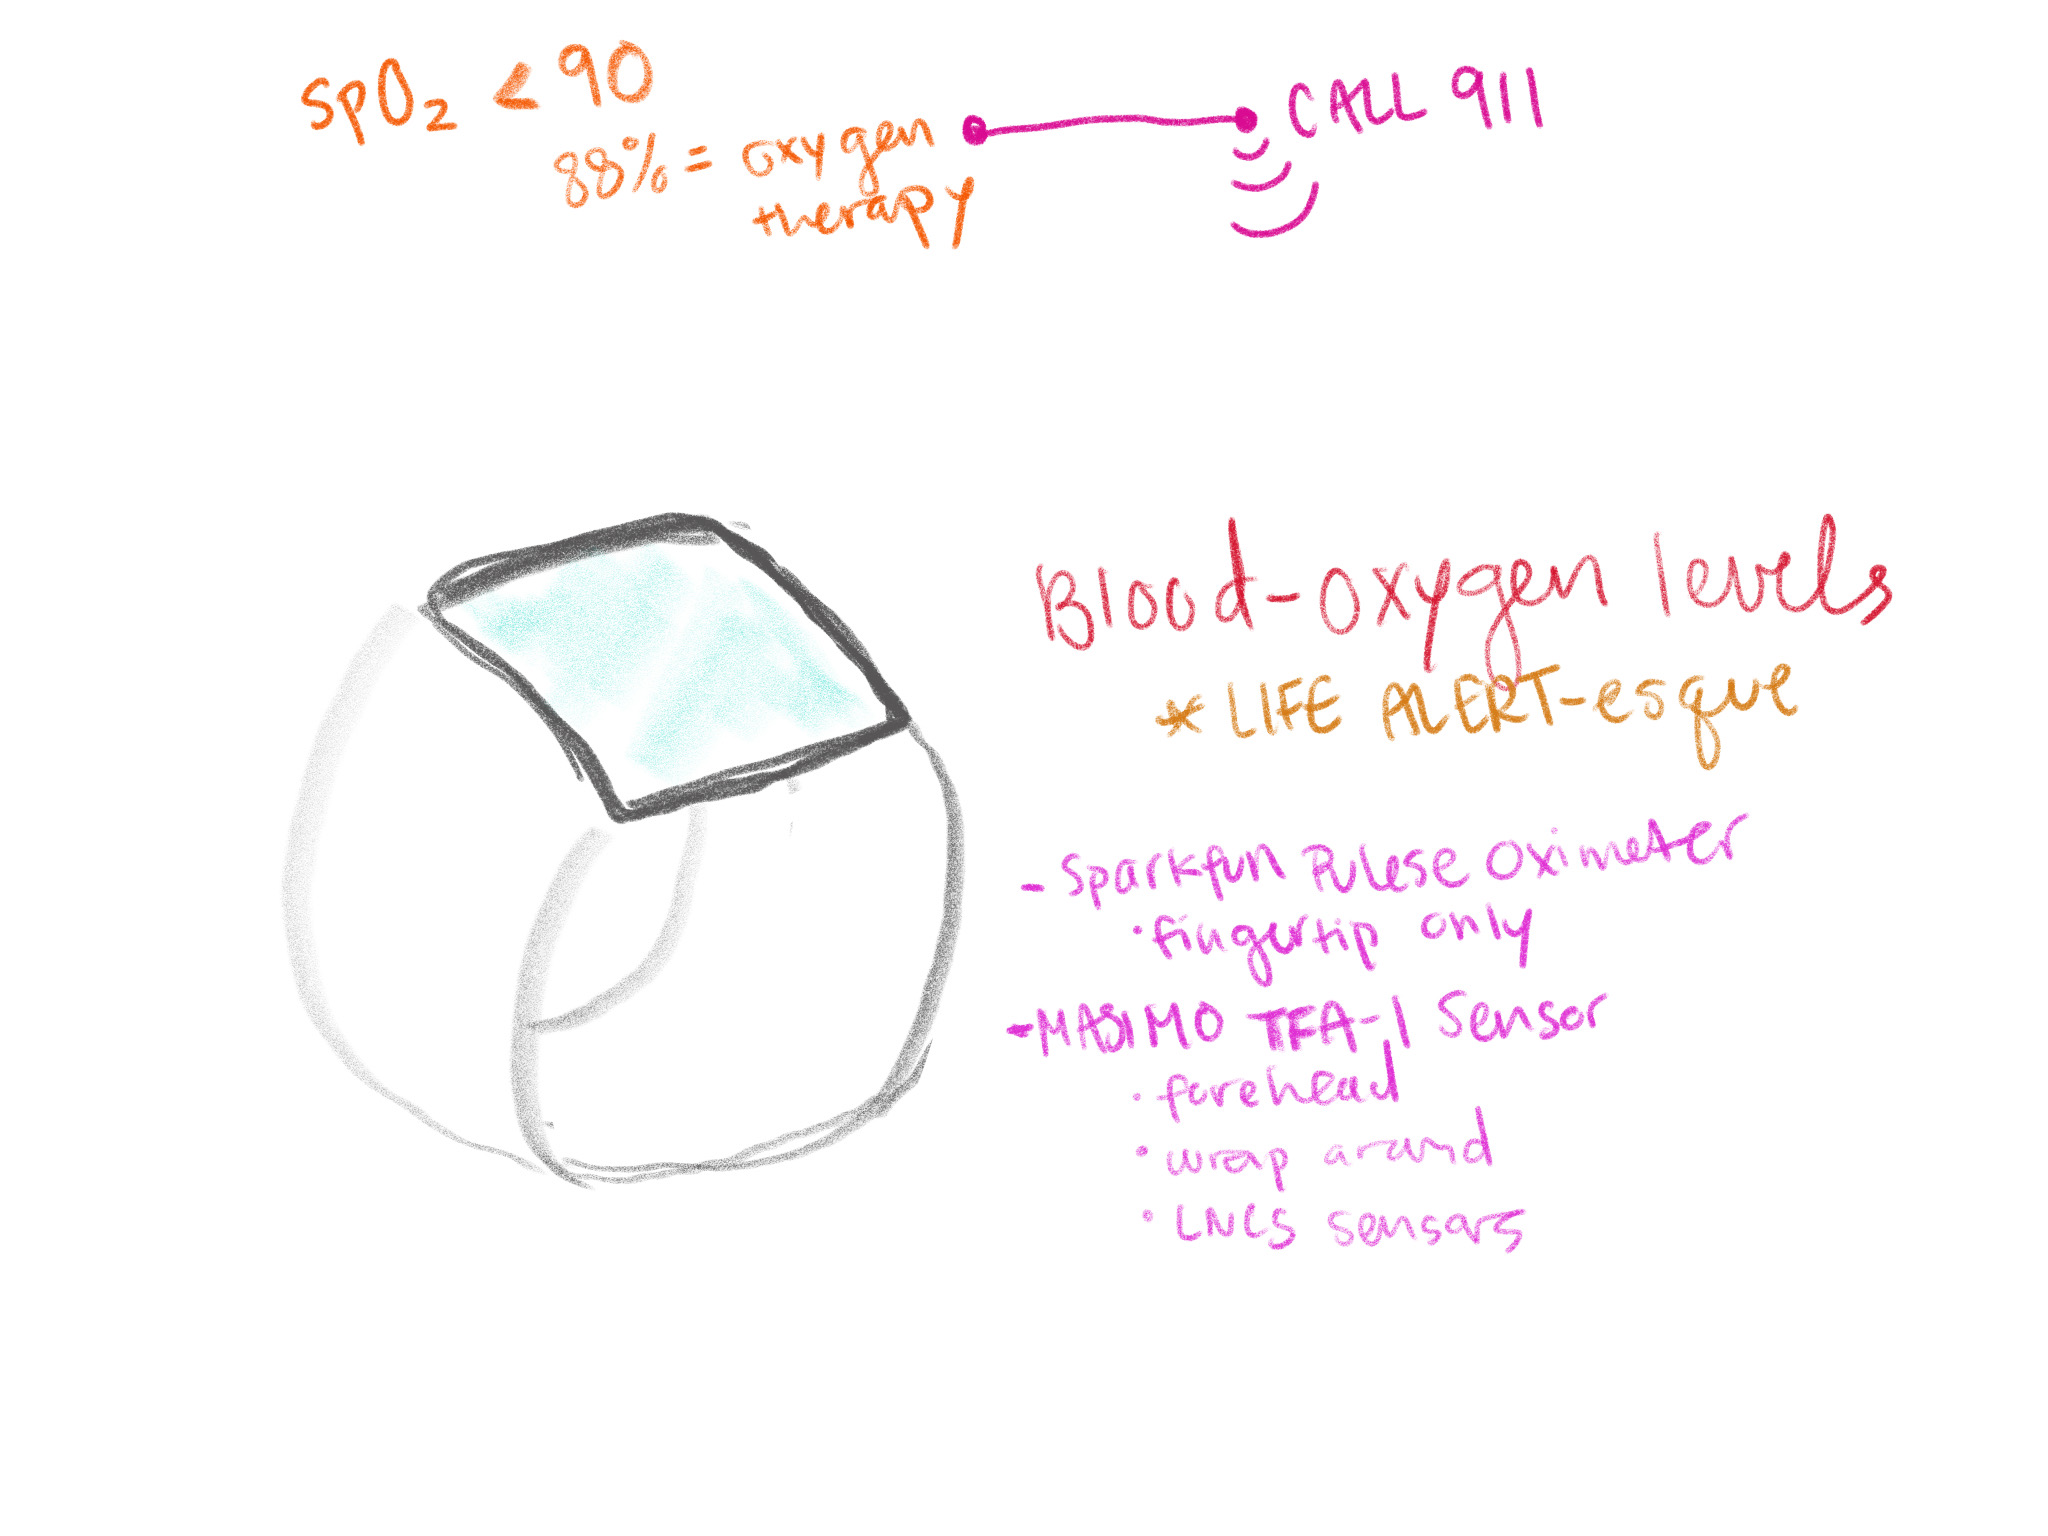 SpO₂ < 90
88% = oxygen
therapy
CALL 911
Blood-oxygen levels
* LIFE ALERT-esque
- Sparkfun Pulese Oximeter
• fingertip only
- MASIMO TFA-1 Sensor
• forehead
• wrap around
• LNCS sensors